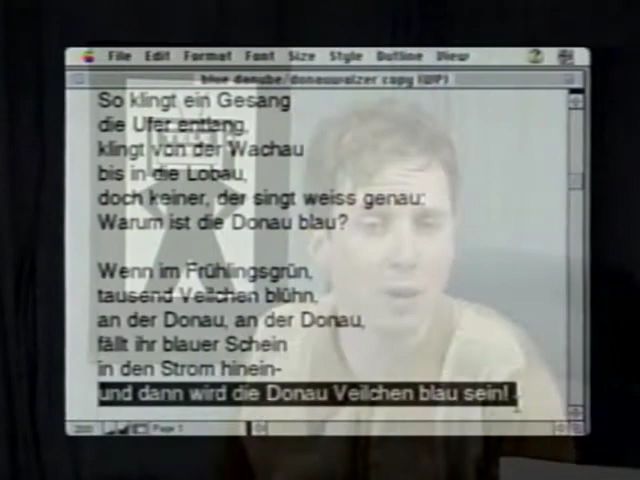 File Edit Format Font Size Style Outline View
blue danube/donauwalzer copy (WP)
So klingt ein Gesang
die Ufer entlang,
klingt von der Wachau
bis in die Lobau,
doch keiner, der singt weiss genau:
Warum ist die Donau blau?
Wenn im Frühlingsgrün,
tausend Veilchen blühn,
an der Donau, an der Donau,
fällt ihr blauer Schein
in den Strom hinein-
und dann wird die Donau Veilchen blau sein!
Page 1